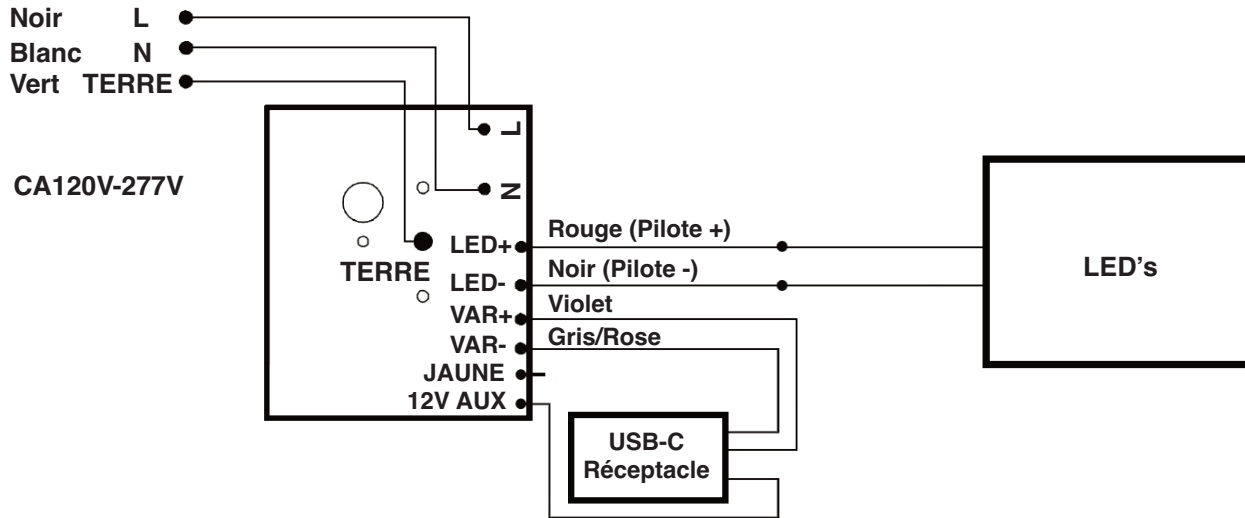 Noir L
Blanc N
Vert TERRE
CA120V-277V
L
N
TERRE
LED+
LED-
VAR+
VAR-
JAUNE
12V AUX
Rouge (Pilote +)
Noir (Pilote -)
Violet
Gris/Rose
USB-C
Réceptacle
LED's